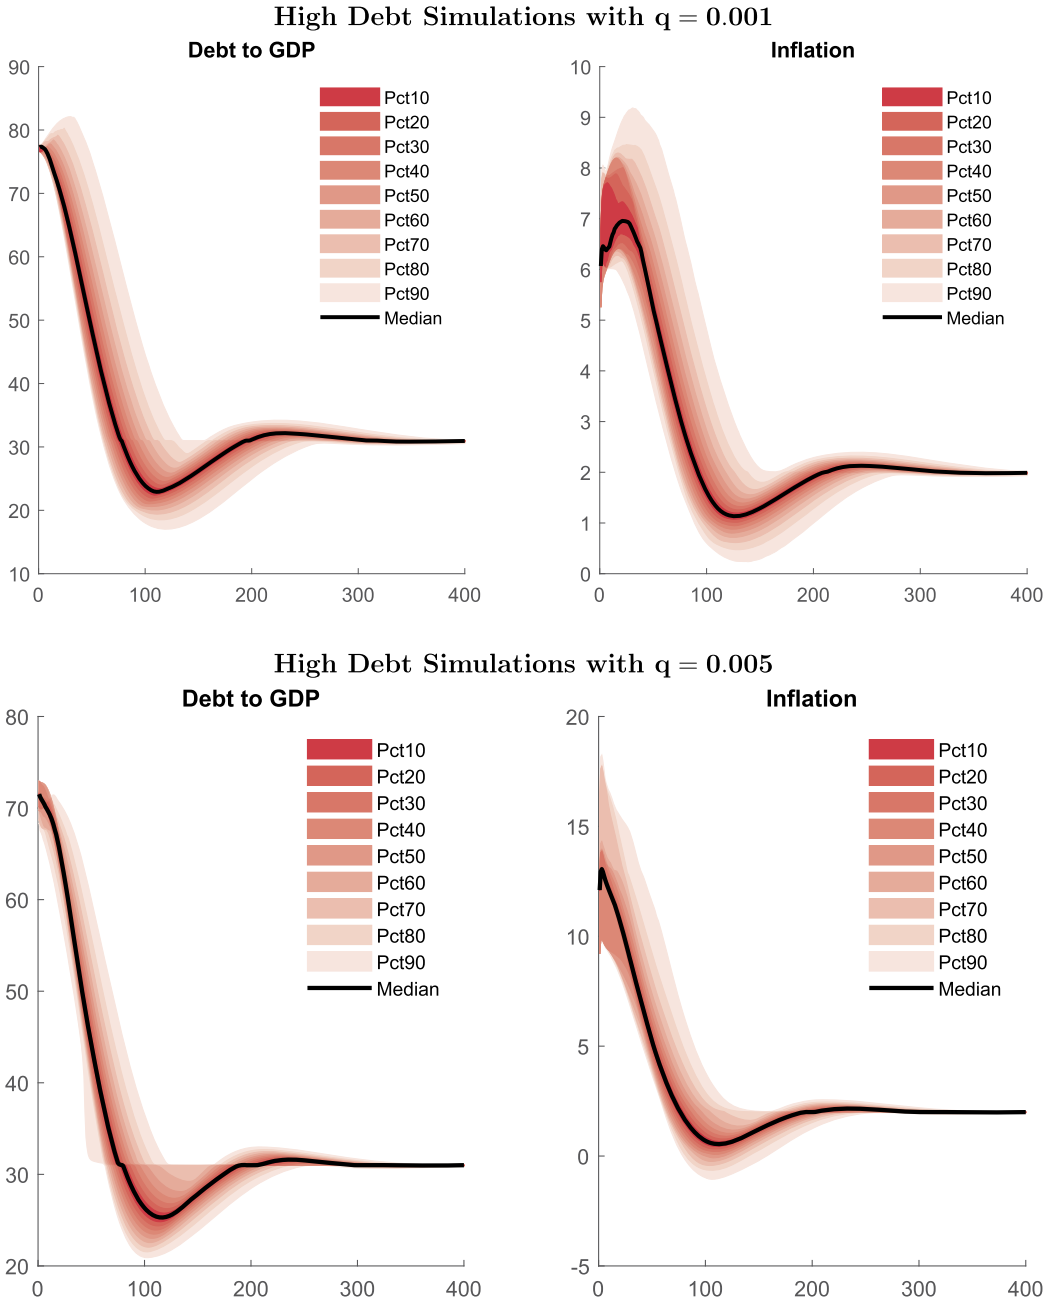 High Debt Simulations with q = 0.001
Debt to GDP
90
80
70
60
50
40
30
20
10
0 100 200 300 400
Pct10
Pct20
Pct30
Pct40
Pct50
Pct60
Pct70
Pct80
Pct90
Median
Inflation
10
9
8
7
6
5
4
3
2
1
0
0 100 200 300 400
Pct10
Pct20
Pct30
Pct40
Pct50
Pct60
Pct70
Pct80
Pct90
Median
High Debt Simulations with q = 0.005
Debt to GDP
80
70
60
50
40
30
20
0 100 200 300 400
Pct10
Pct20
Pct30
Pct40
Pct50
Pct60
Pct70
Pct80
Pct90
Median
Inflation
20
15
10
5
0
-5
0 100 200 300 400
Pct10
Pct20
Pct30
Pct40
Pct50
Pct60
Pct70
Pct80
Pct90
Median